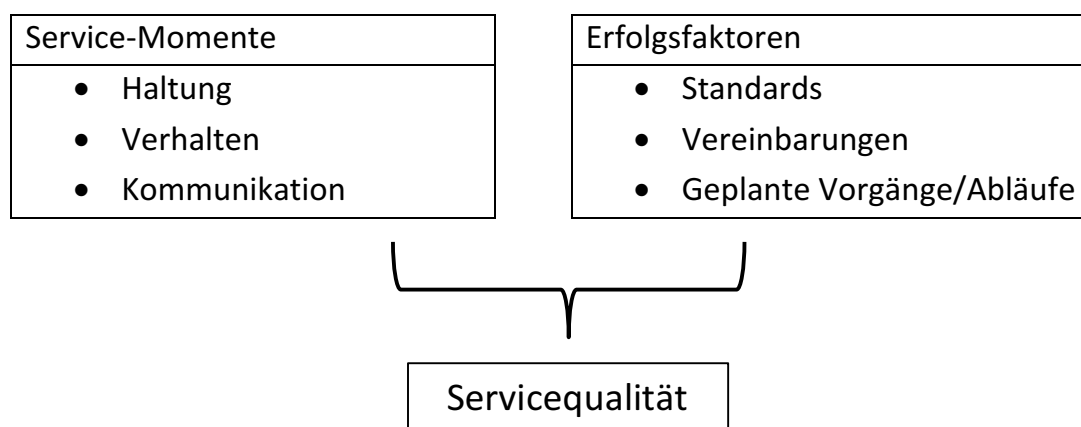 Service-Momente
• Haltung
• Verhalten
• Kommunikation
Erfolgsfaktoren
• Standards
• Vereinbarungen
• Geplante Vorgänge/Abläufe
Servicequalität